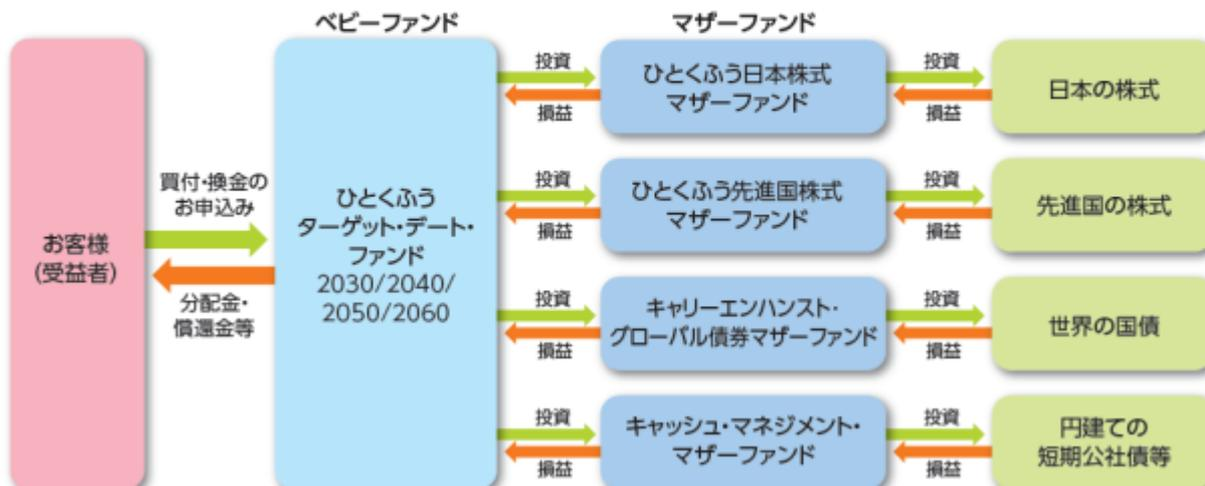 ベビーファンド
マザーファンド
お客様
(受益者)
買付・換金の
お申込み
分配金・
償還金等
ひとくふう
ターゲット・デート・
ファンド
2030/2040/
2050/2060
投資
損益
ひとくふう日本株式
マザーファンド
投資
損益
日本の株式
投資
損益
ひとくふう先進国株式
マザーファンド
投資
損益
先進国の株式
投資
損益
キャリーエンハンスト・
グローバル債券マザーファンド
投資
損益
世界の国債
投資
損益
キャッシュ・マネジメント・
マザーファンド
投資
損益
円建ての
短期公社債等